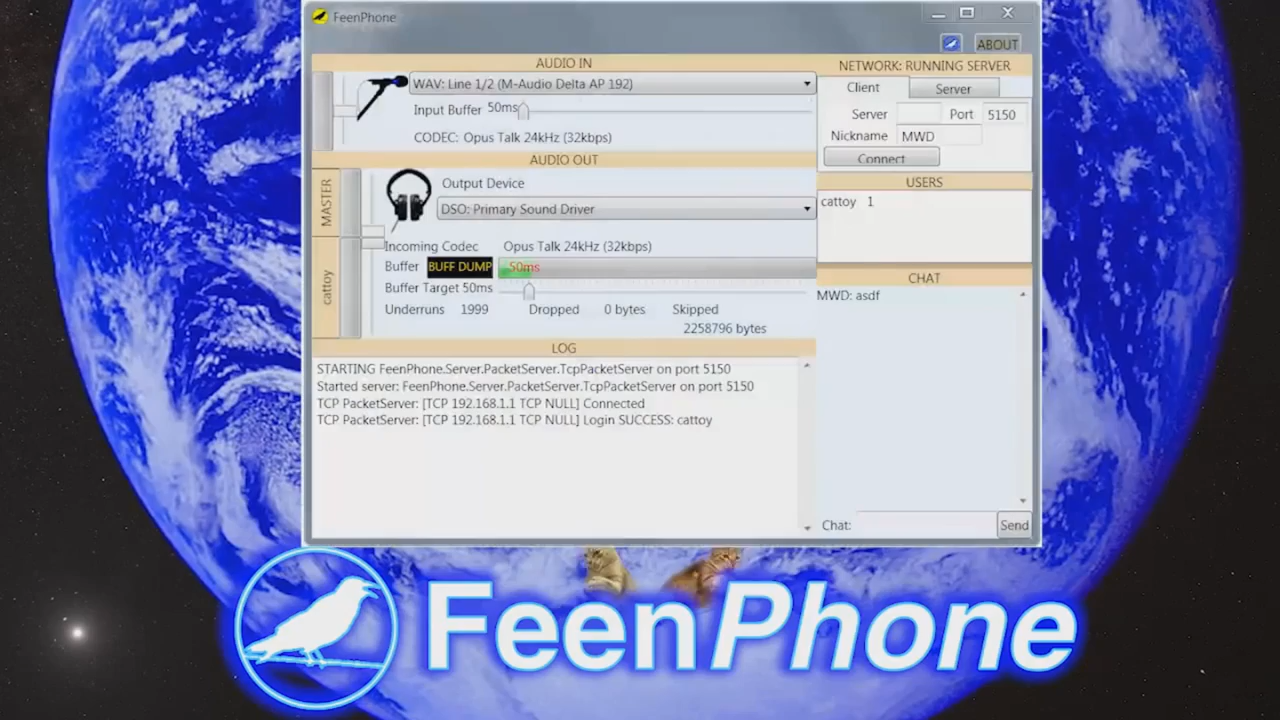 FeenPhone
ABOUT
AUDIO IN
WAV: Line 1/2 (M-Audio Delta AP 192)
Input Buffer 50ms
CODEC: Opus Talk 24kHz (32kbps)
AUDIO OUT
MASTER
Output Device
DSO: Primary Sound Driver
cattoy
Incoming Codec Opus Talk 24kHz (32kbps)
Buffer BUFF DUMP 50ms
Buffer Target 50ms
Underruns 1999 Dropped 0 bytes Skipped
2258796 bytes
LOG
STARTING FeenPhone.Server.PacketServer.TcpPacketServer on port 5150
Started server: FeenPhone.Server.PacketServer.TcpPacketServer on port 5150
TCP PacketServer: [TCP 192.168.1.1 TCP NULL] Connected
TCP PacketServer: [TCP 192.168.1.1 TCP NULL] Login SUCCESS: cattoy
NETWORK: RUNNING SERVER
Client Server
Server Port 5150
Nickname MWD
Connect
USERS
cattoy 1
CHAT
MWD: asdf
Chat: Send
FeenPhone